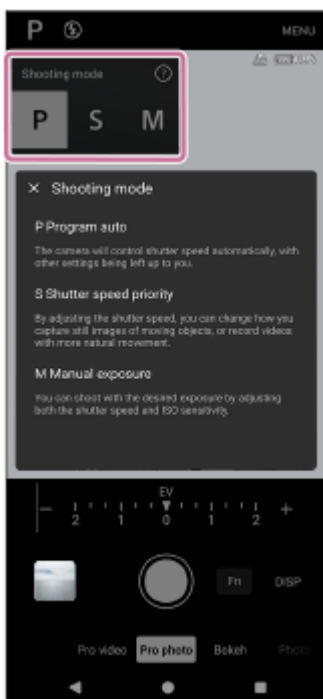 P MENU
Shooting mode ?
P S M
× Shooting mode
P Program auto
The camera will control shutter speed automatically, with
other settings being left up to you.
S Shutter speed priority
By adjusting the shutter speed, you can change how you
capture still images of moving objects, or record videos
with more natural movement.
M Manual exposure
You can shoot with the desired exposure by adjusting
both the shutter speed and ISO sensitivity.
EV
− 2 1 0 1 2 +
Fn DISP
Pro video Pro photo Bokeh Photo